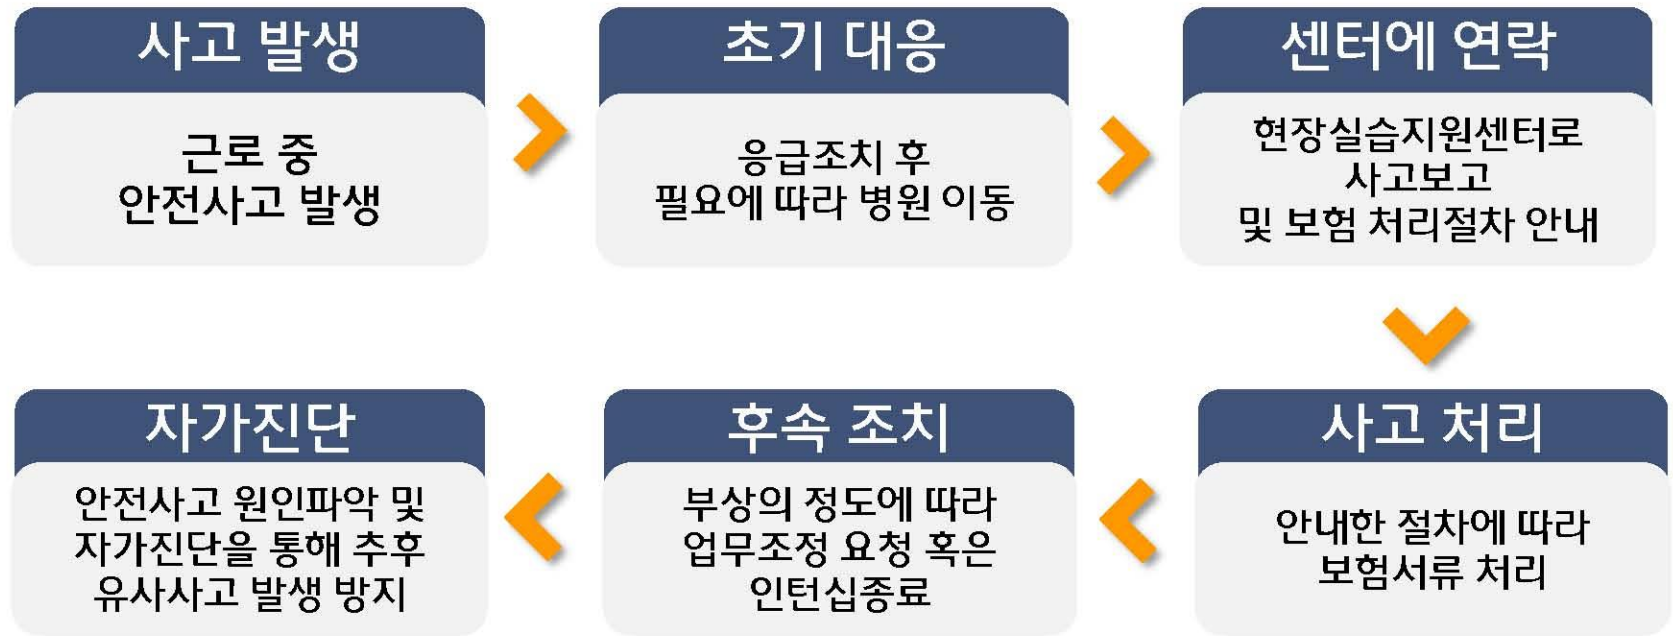 사고 발생
근로 중
안전사고 발생
초기 대응
응급조치 후
필요에 따라 병원 이동
센터에 연락
현장실습지원센터로
사고보고
및 보험 처리절차 안내
사고 처리
안내한 절차에 따라
보험서류 처리
후속 조치
부상의 정도에 따라
업무조정 요청 혹은
인턴십종료
자가진단
안전사고 원인파악 및
자가진단을 통해 추후
유사사고 발생 방지